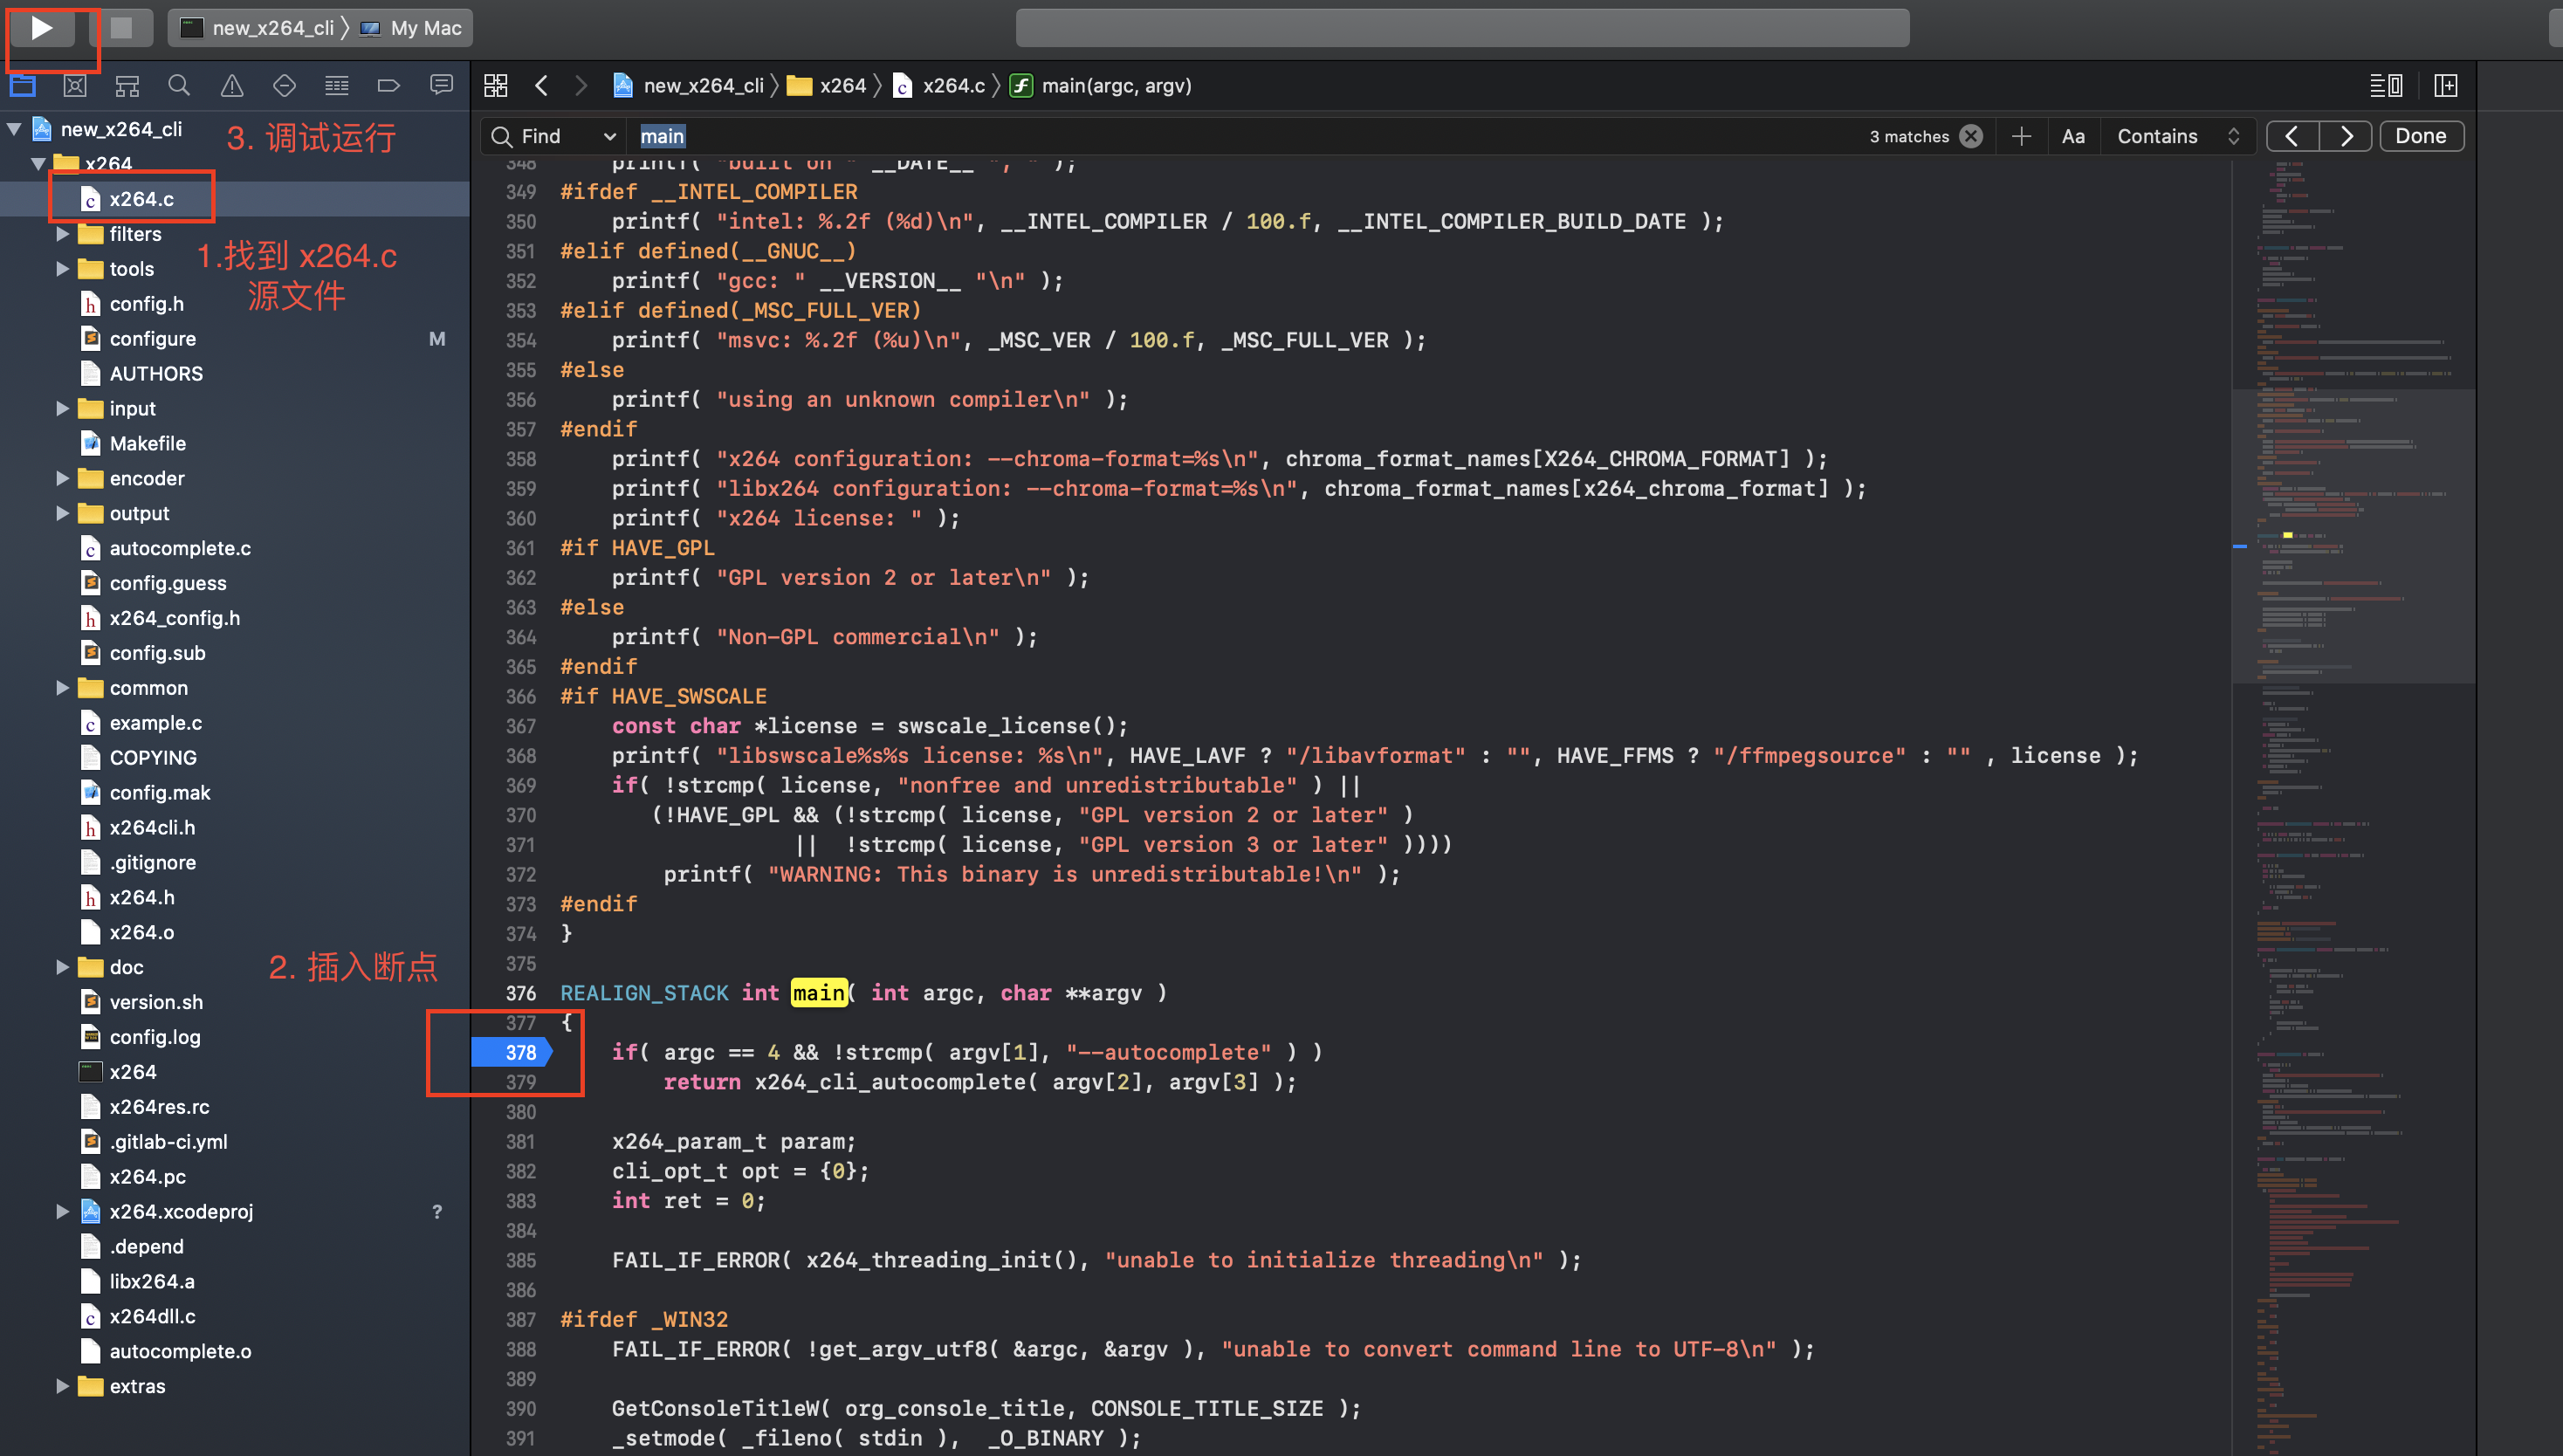 new_x264_cli 〉 My Mac
new_x264_cli 〉 x264 〉 x264.c 〉 main(argc, argv)
Find main 3 matches Aa Contains Done
new_x264_cli
3. 调试运行
x264
x264.c
filters
1.找到 x264.c
源文件
tools
config.h
configure M
AUTHORS
input
Makefile
encoder
output
autocomplete.c
config.guess
x264_config.h
config.sub
common
example.c
COPYING
config.mak
x264cli.h
.gitignore
x264.h
x264.o
doc
2. 插入断点
version.sh
config.log
x264
x264res.rc
.gitlab-ci.yml
x264.pc
x264.xcodeproj ?
.depend
libx264.a
x264dll.c
autocomplete.o
extras
348     printf( "built on " __DATE__ ", " );
349 #ifdef __INTEL_COMPILER
350     printf( "intel: %.2f (%d)\n", __INTEL_COMPILER / 100.f, __INTEL_COMPILER_BUILD_DATE );
351 #elif defined(__GNUC__)
352     printf( "gcc: " __VERSION__ "\n" );
353 #elif defined(_MSC_FULL_VER)
354     printf( "msvc: %.2f (%u)\n", _MSC_VER / 100.f, _MSC_FULL_VER );
355 #else
356     printf( "using an unknown compiler\n" );
357 #endif
358     printf( "x264 configuration: --chroma-format=%s\n", chroma_format_names[X264_CHROMA_FORMAT] );
359     printf( "libx264 configuration: --chroma-format=%s\n", chroma_format_names[x264_chroma_format] );
360     printf( "x264 license: " );
361 #if HAVE_GPL
362     printf( "GPL version 2 or later\n" );
363 #else
364     printf( "Non-GPL commercial\n" );
365 #endif
366 #if HAVE_SWSCALE
367     const char *license = swscale_license();
368     printf( "libswscale%s%s license: %s\n", HAVE_LAVF ? "/libavformat" : "", HAVE_FFMS ? "/ffmpegsource" : "" , license );
369     if( !strcmp( license, "nonfree and unredistributable" ) ||
370        (!HAVE_GPL && (!strcmp( license, "GPL version 2 or later" )
371                   ||  !strcmp( license, "GPL version 3 or later" ))))
372         printf( "WARNING: This binary is unredistributable!\n" );
373 #endif
374 }
375
376 REALIGN_STACK int main( int argc, char **argv )
377 {
378     if( argc == 4 && !strcmp( argv[1], "--autocomplete" ) )
379         return x264_cli_autocomplete( argv[2], argv[3] );
380
381     x264_param_t param;
382     cli_opt_t opt = {0};
383     int ret = 0;
384
385     FAIL_IF_ERROR( x264_threading_init(), "unable to initialize threading\n" );
386
387 #ifdef _WIN32
388     FAIL_IF_ERROR( !get_argv_utf8( &argc, &argv ), "unable to convert command line to UTF-8\n" );
389
390     GetConsoleTitleW( org_console_title, CONSOLE_TITLE_SIZE );
391     _setmode( _fileno( stdin ),  _O_BINARY );